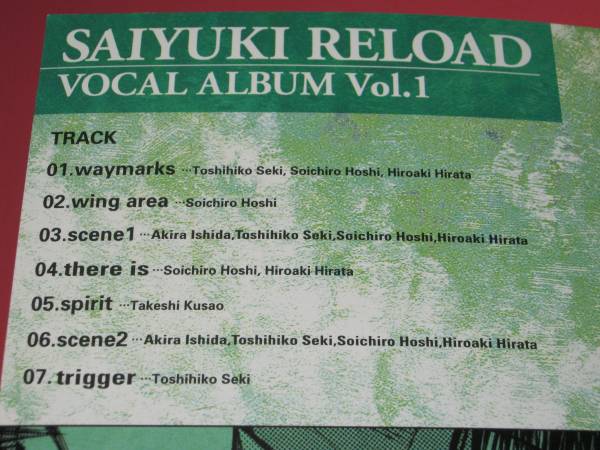 SAIYUKI RELOAD
VOCAL ALBUM Vol.1
TRACK
01.waymarks ···Toshihiko Seki, Soichiro Hoshi, Hiroaki Hirata
02.wing area ···Soichiro Hoshi
03.scene1 ···Akira Ishida,Toshihiko Seki,Soichiro Hoshi,Hiroaki Hirata
04.there is ···Soichiro Hoshi, Hiroaki Hirata
05.spirit ···Takeshi Kusao
06.scene2 ···Akira Ishida,Toshihiko Seki,Soichiro Hoshi,Hiroaki Hirata
07.trigger ···Toshihiko Seki